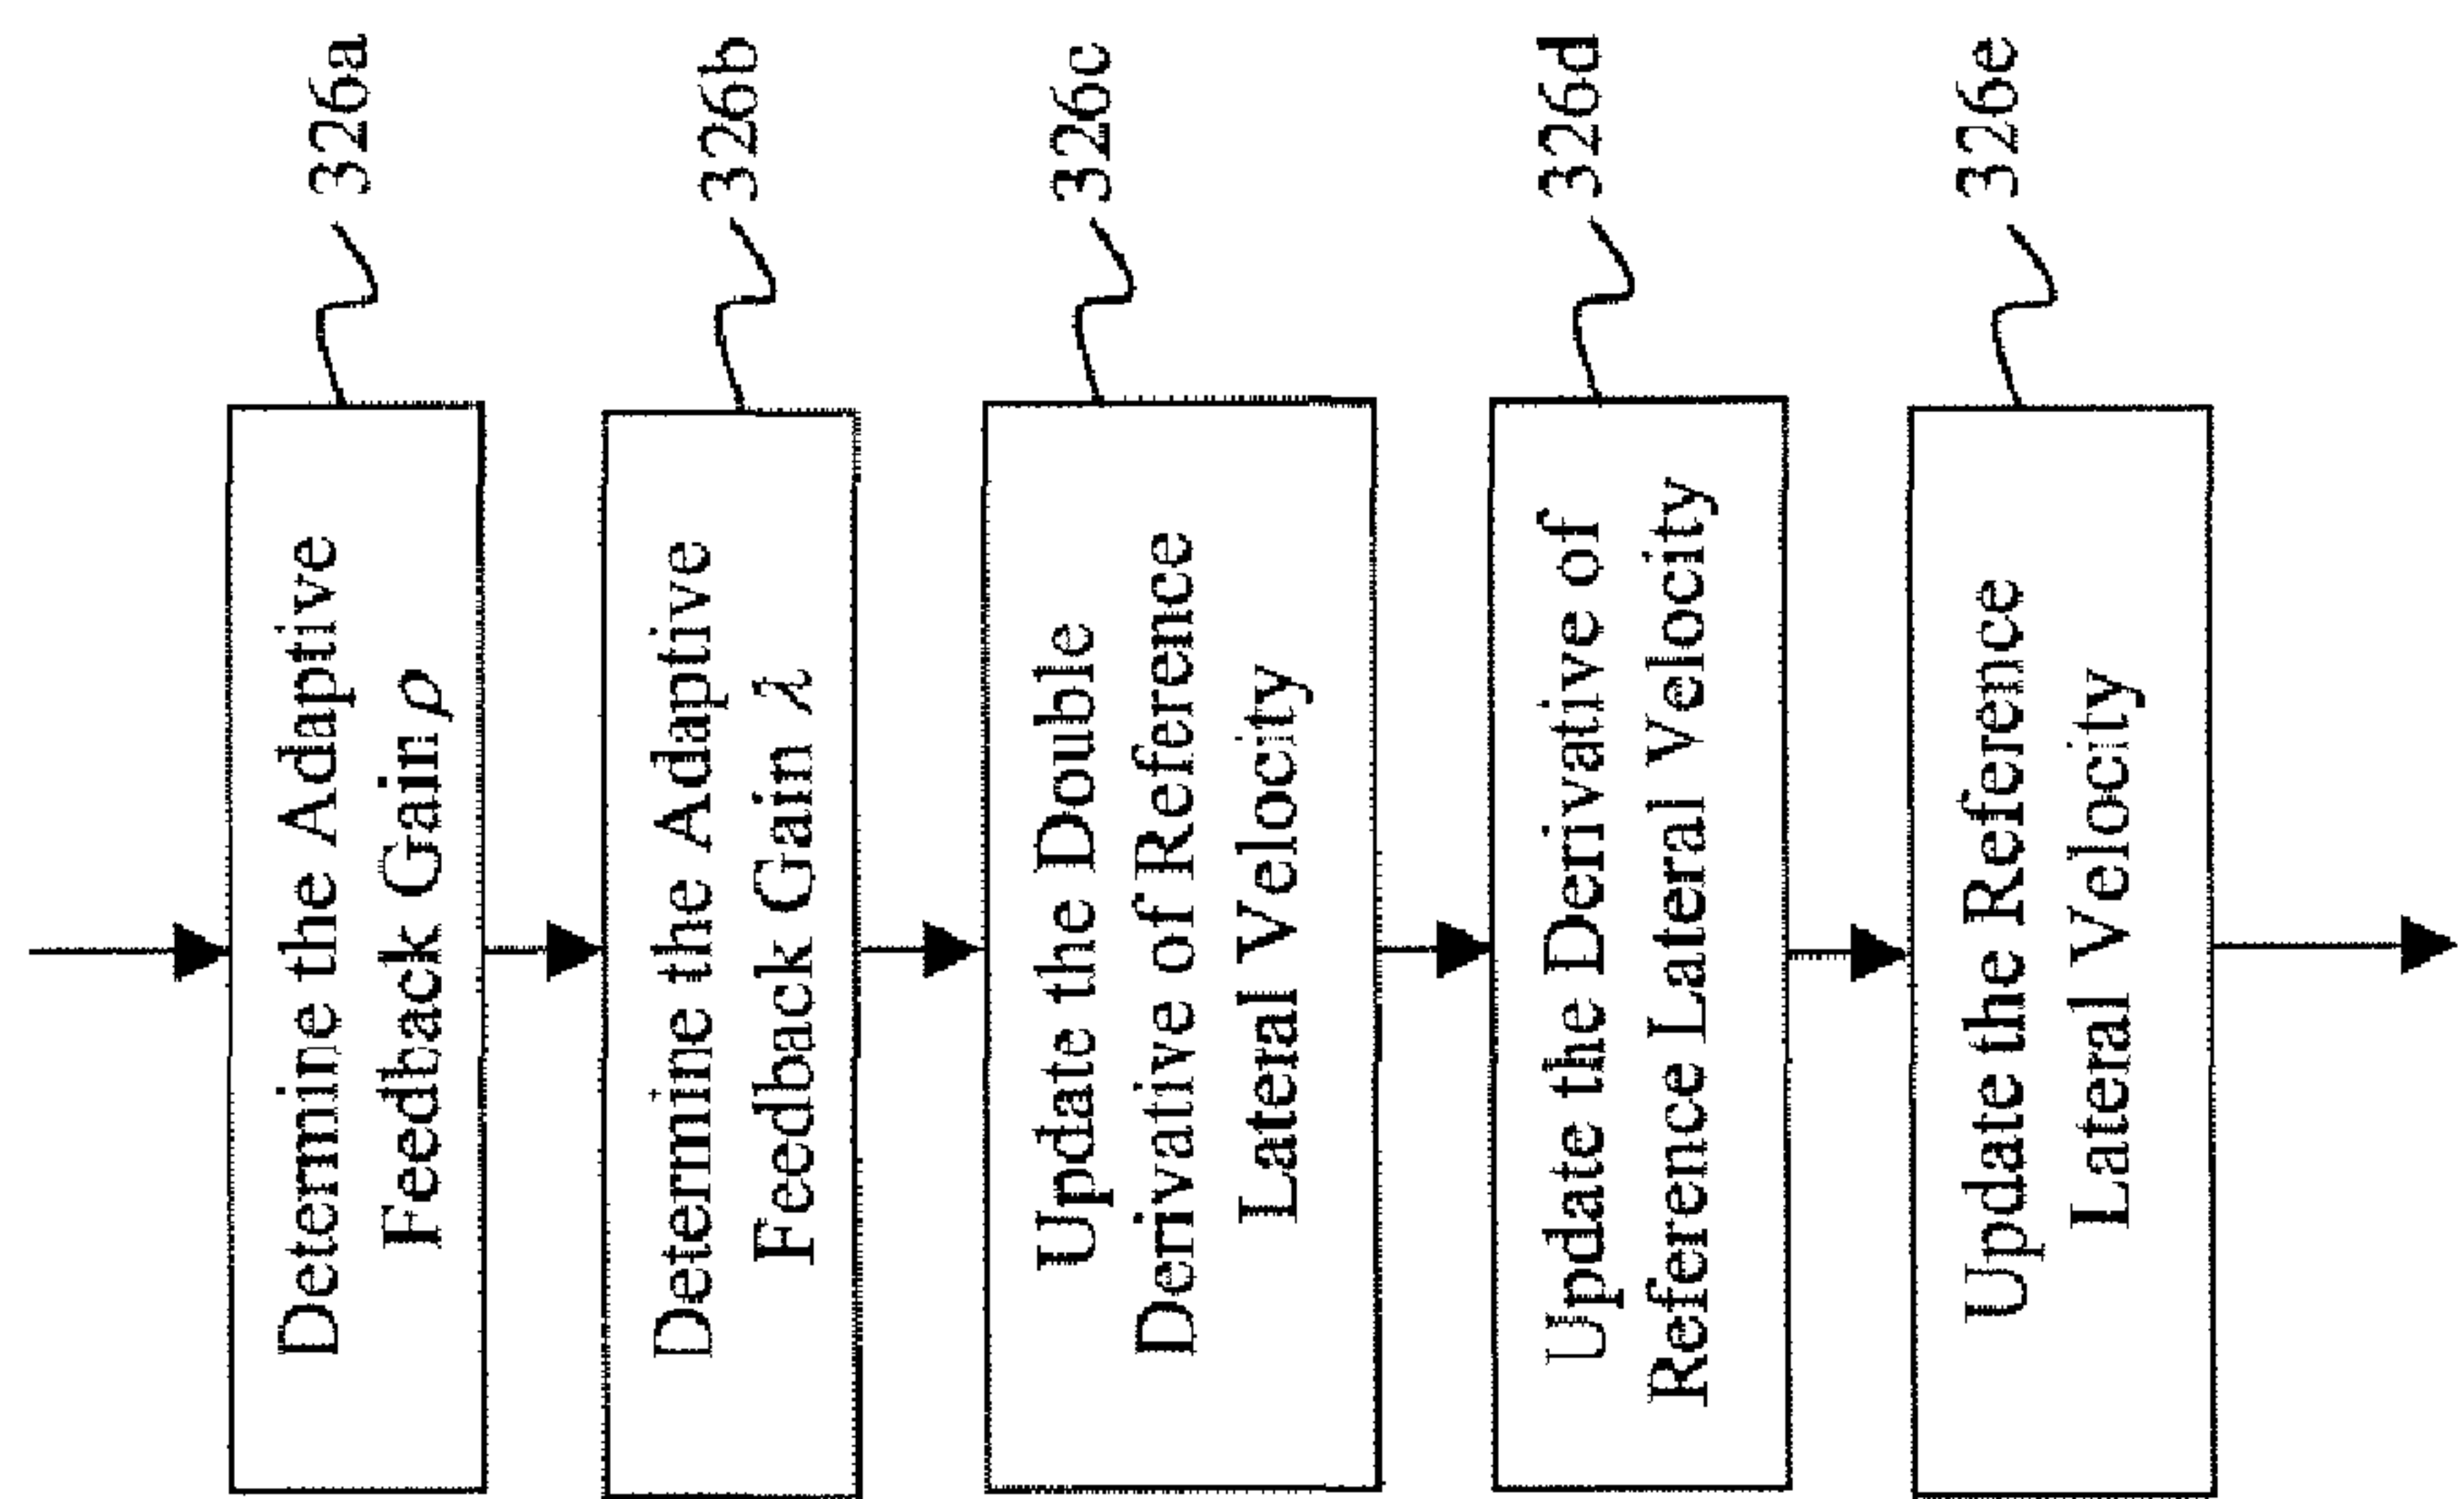 Determine the Adaptive
Feedback Gain ρ
326a
Determine the Adaptive
Feedback Gain λ
326b
Update the Double
Derivative of Reference
Lateral Velocity
326c
Update the Derivative of
Reference Lateral Velocity
326d
Update the Reference
Lateral Velocity
326e